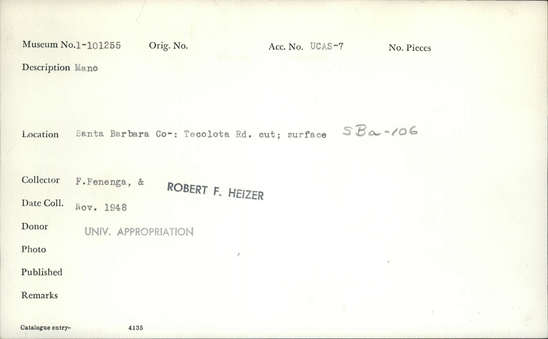 Museum No. 1-101255 Orig. No. Acc. No. UCAS-7 No. Pieces
Description Mano
Location Santa Barbara Co-: Tecolota Rd. cut; surface SBa-106
Collector F.Fenenga, & ROBERT F. HEIZER
Date Coll. Nov. 1948
Donor UNIV. APPROPRIATION
Photo
Published
Remarks
Catalogue entry- 4135